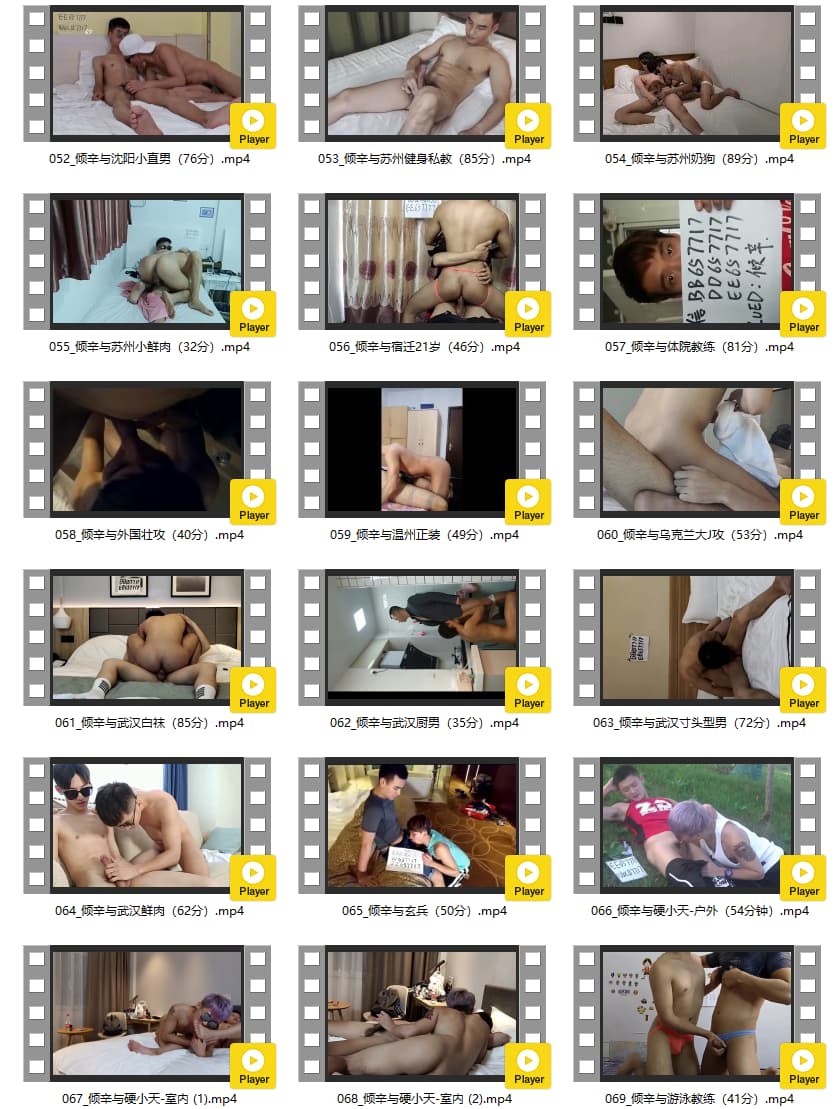 Player
Player
Player
052_倾辛与沈阳小直男（76分）.mp4
053_倾辛与苏州健身私教（85分）.mp4
054_倾辛与苏州奶狗（89分）.mp4
Player
Player
信 BB657717
DD657717
EE657717
倾辛.
Player
055_倾辛与苏州小鲜肉（32分）.mp4
056_倾辛与宿迁21岁（46分）.mp4
057_倾辛与体院教练（81分）.mp4
Player
Player
Player
058_倾辛与外国壮攻（40分）.mp4
059_倾辛与温州正装（49分）.mp4
060_倾辛与乌克兰大J攻（53分）.mp4
Player
Player
Player
061_倾辛与武汉白袜（85分）.mp4
062_倾辛与武汉厨男（35分）.mp4
063_倾辛与武汉寸头型男（72分）.mp4
Player
Player
Player
064_倾辛与武汉鲜肉（62分）.mp4
065_倾辛与玄兵（50分）.mp4
066_倾辛与硬小天-户外（54分钟）.mp4
Player
Player
Player
067_倾辛与硬小天-室内 (1).mp4
068_倾辛与硬小天-室内 (2).mp4
069_倾辛与游泳教练（41分）.mp4